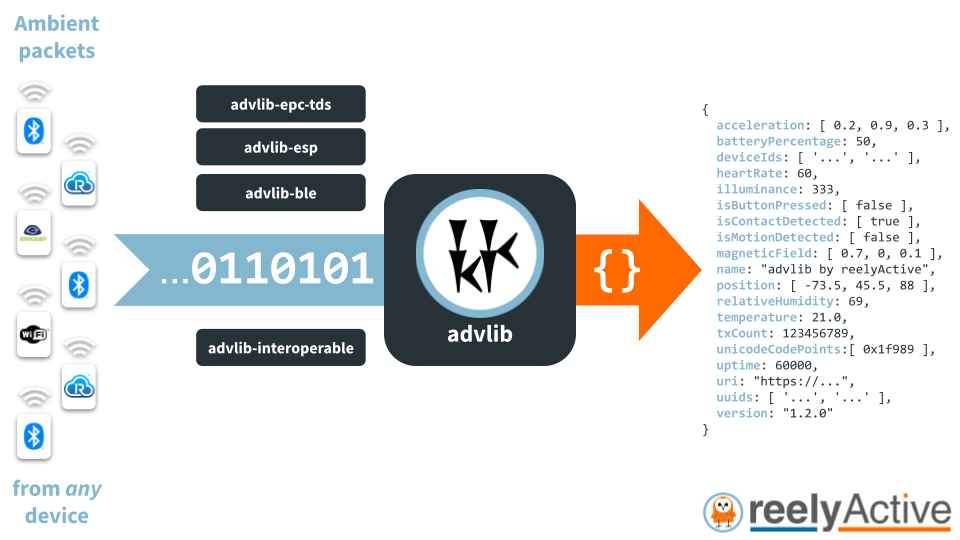 Ambient
packets
advlib-epc-tds
advlib-esp
advlib-ble
...0110101
advlib-interoperable
advlib
{}
enocean
WiFi
R
R
from any
device
{
acceleration: [ 0.2, 0.9, 0.3 ],
batteryPercentage: 50,
deviceIds: [ '...', '...' ],
heartRate: 60,
illuminance: 333,
isButtonPressed: [ false ],
isContactDetected: [ true ],
isMotionDetected: [ false ],
magneticField: [ 0.7, 0, 0.1 ],
name: "advlib by reelyActive",
position: [ -73.5, 45.5, 88 ],
relativeHumidity: 69,
temperature: 21.0,
txCount: 123456789,
unicodeCodePoints:[ 0x1f989 ],
uptime: 60000,
uri: "https://...",
uuids: [ '...', '...' ],
version: "1.2.0"
}
reelyActive